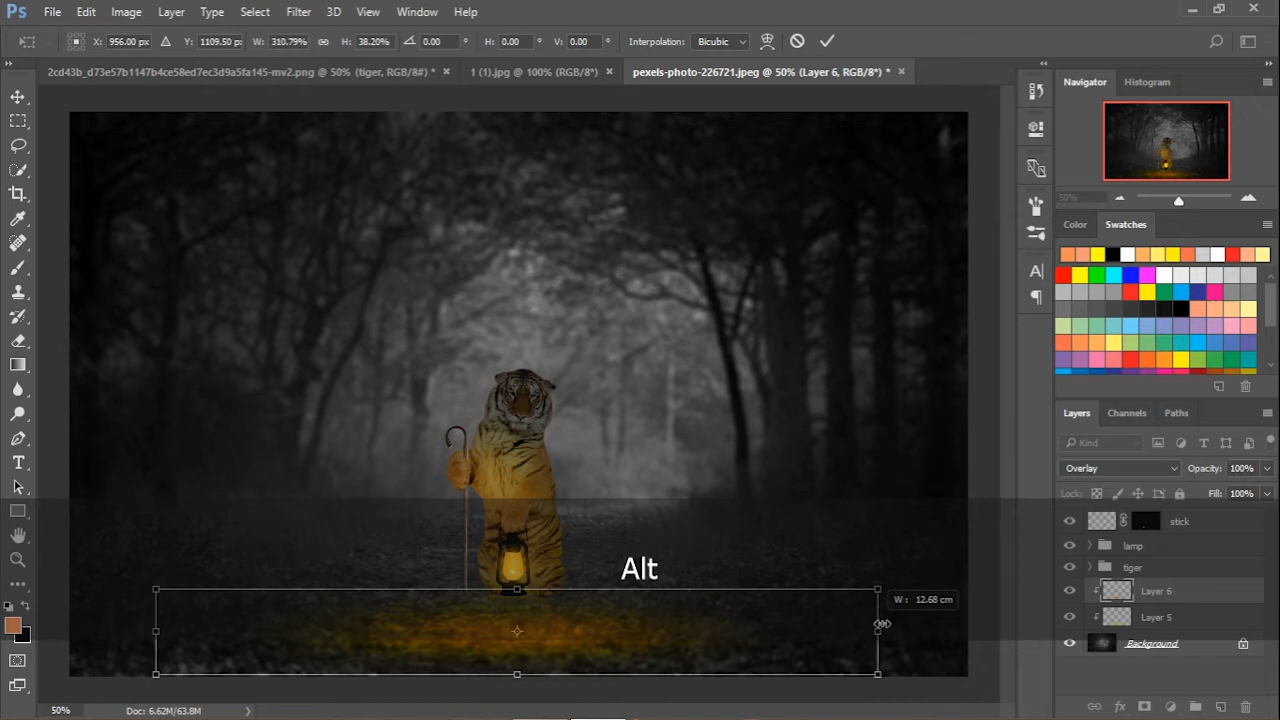 Ps File Edit Image Layer Type Select Filter 3D View Window Help
X: 956.00 px Y: 1109.50 px W: 310.79% H: 38.20% 0.00 ° H: 0.00 ° V: 0.00 ° Interpolation: Bicubic
2cd43b_d73e57b1147b4ce58ed7ec3d9a5fa145-mv2.png @ 50% (tiger, RGB/8#) * × 1 (1).jpg @ 100% (RGB/8*) × pexels-photo-226721.jpeg @ 50% (Layer 6, RGB/8*) * ×
Navigator Histogram
50%
Color Swatches
Layers Channels Paths
Kind
Overlay Opacity: 100%
Locks: Fill: 100%
stick
lamp
tiger
Layer 6
Layer 5
Background
Alt
W : 12.68 cm
50% Doc: 6.62M/63.8M